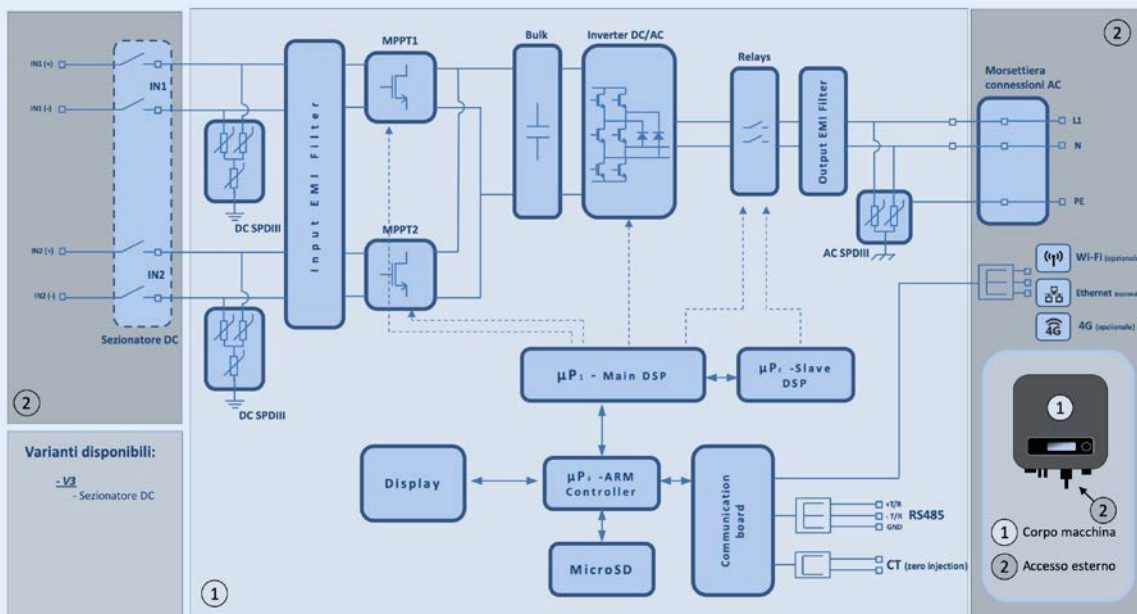 2
IN1 (+)
IN1 (-)
IN2 (+)
IN2 (-)
IN1
IN2
Sezionatore DC
2
Varianti disponibili:
- V3
- Sezionatore DC
DC SPDIII
DC SPDIII
Input EMI Filter
MPPT1
MPPT2
Bulk
Inverter DC/AC
Relays
Output EMI Filter
AC SPDIII
Morsettiera
connessioni AC
L1
N
PE
Wi-Fi (opzionale)
Ethernet
4G
4G (opzionale)
µP₁ - Main DSP
µP₂ -Slave
DSP
Display
µP₃ -ARM
Controller
MicroSD
Communication
board
+T/R
- T/R
GND
RS485
CT (zero injection)
1
1
2
1 Corpo macchina
2 Accesso esterno